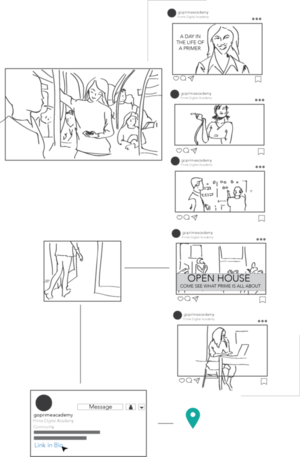 goprimeacademy
Prime Digital Academy
A DAY IN
THE LIFE OF
A PRIMER
goprimeacademy
Prime Digital Academy
goprimeacademy
Prime Digital Academy
goprimeacademy
Prime Digital Academy
OPEN HOUSE
COME SEE WHAT PRIME IS ALL ABOUT
goprimeacademy
Prime Digital Academy
goprimeacademy
Message
Prime Digital Academy
Community
Link in Bio